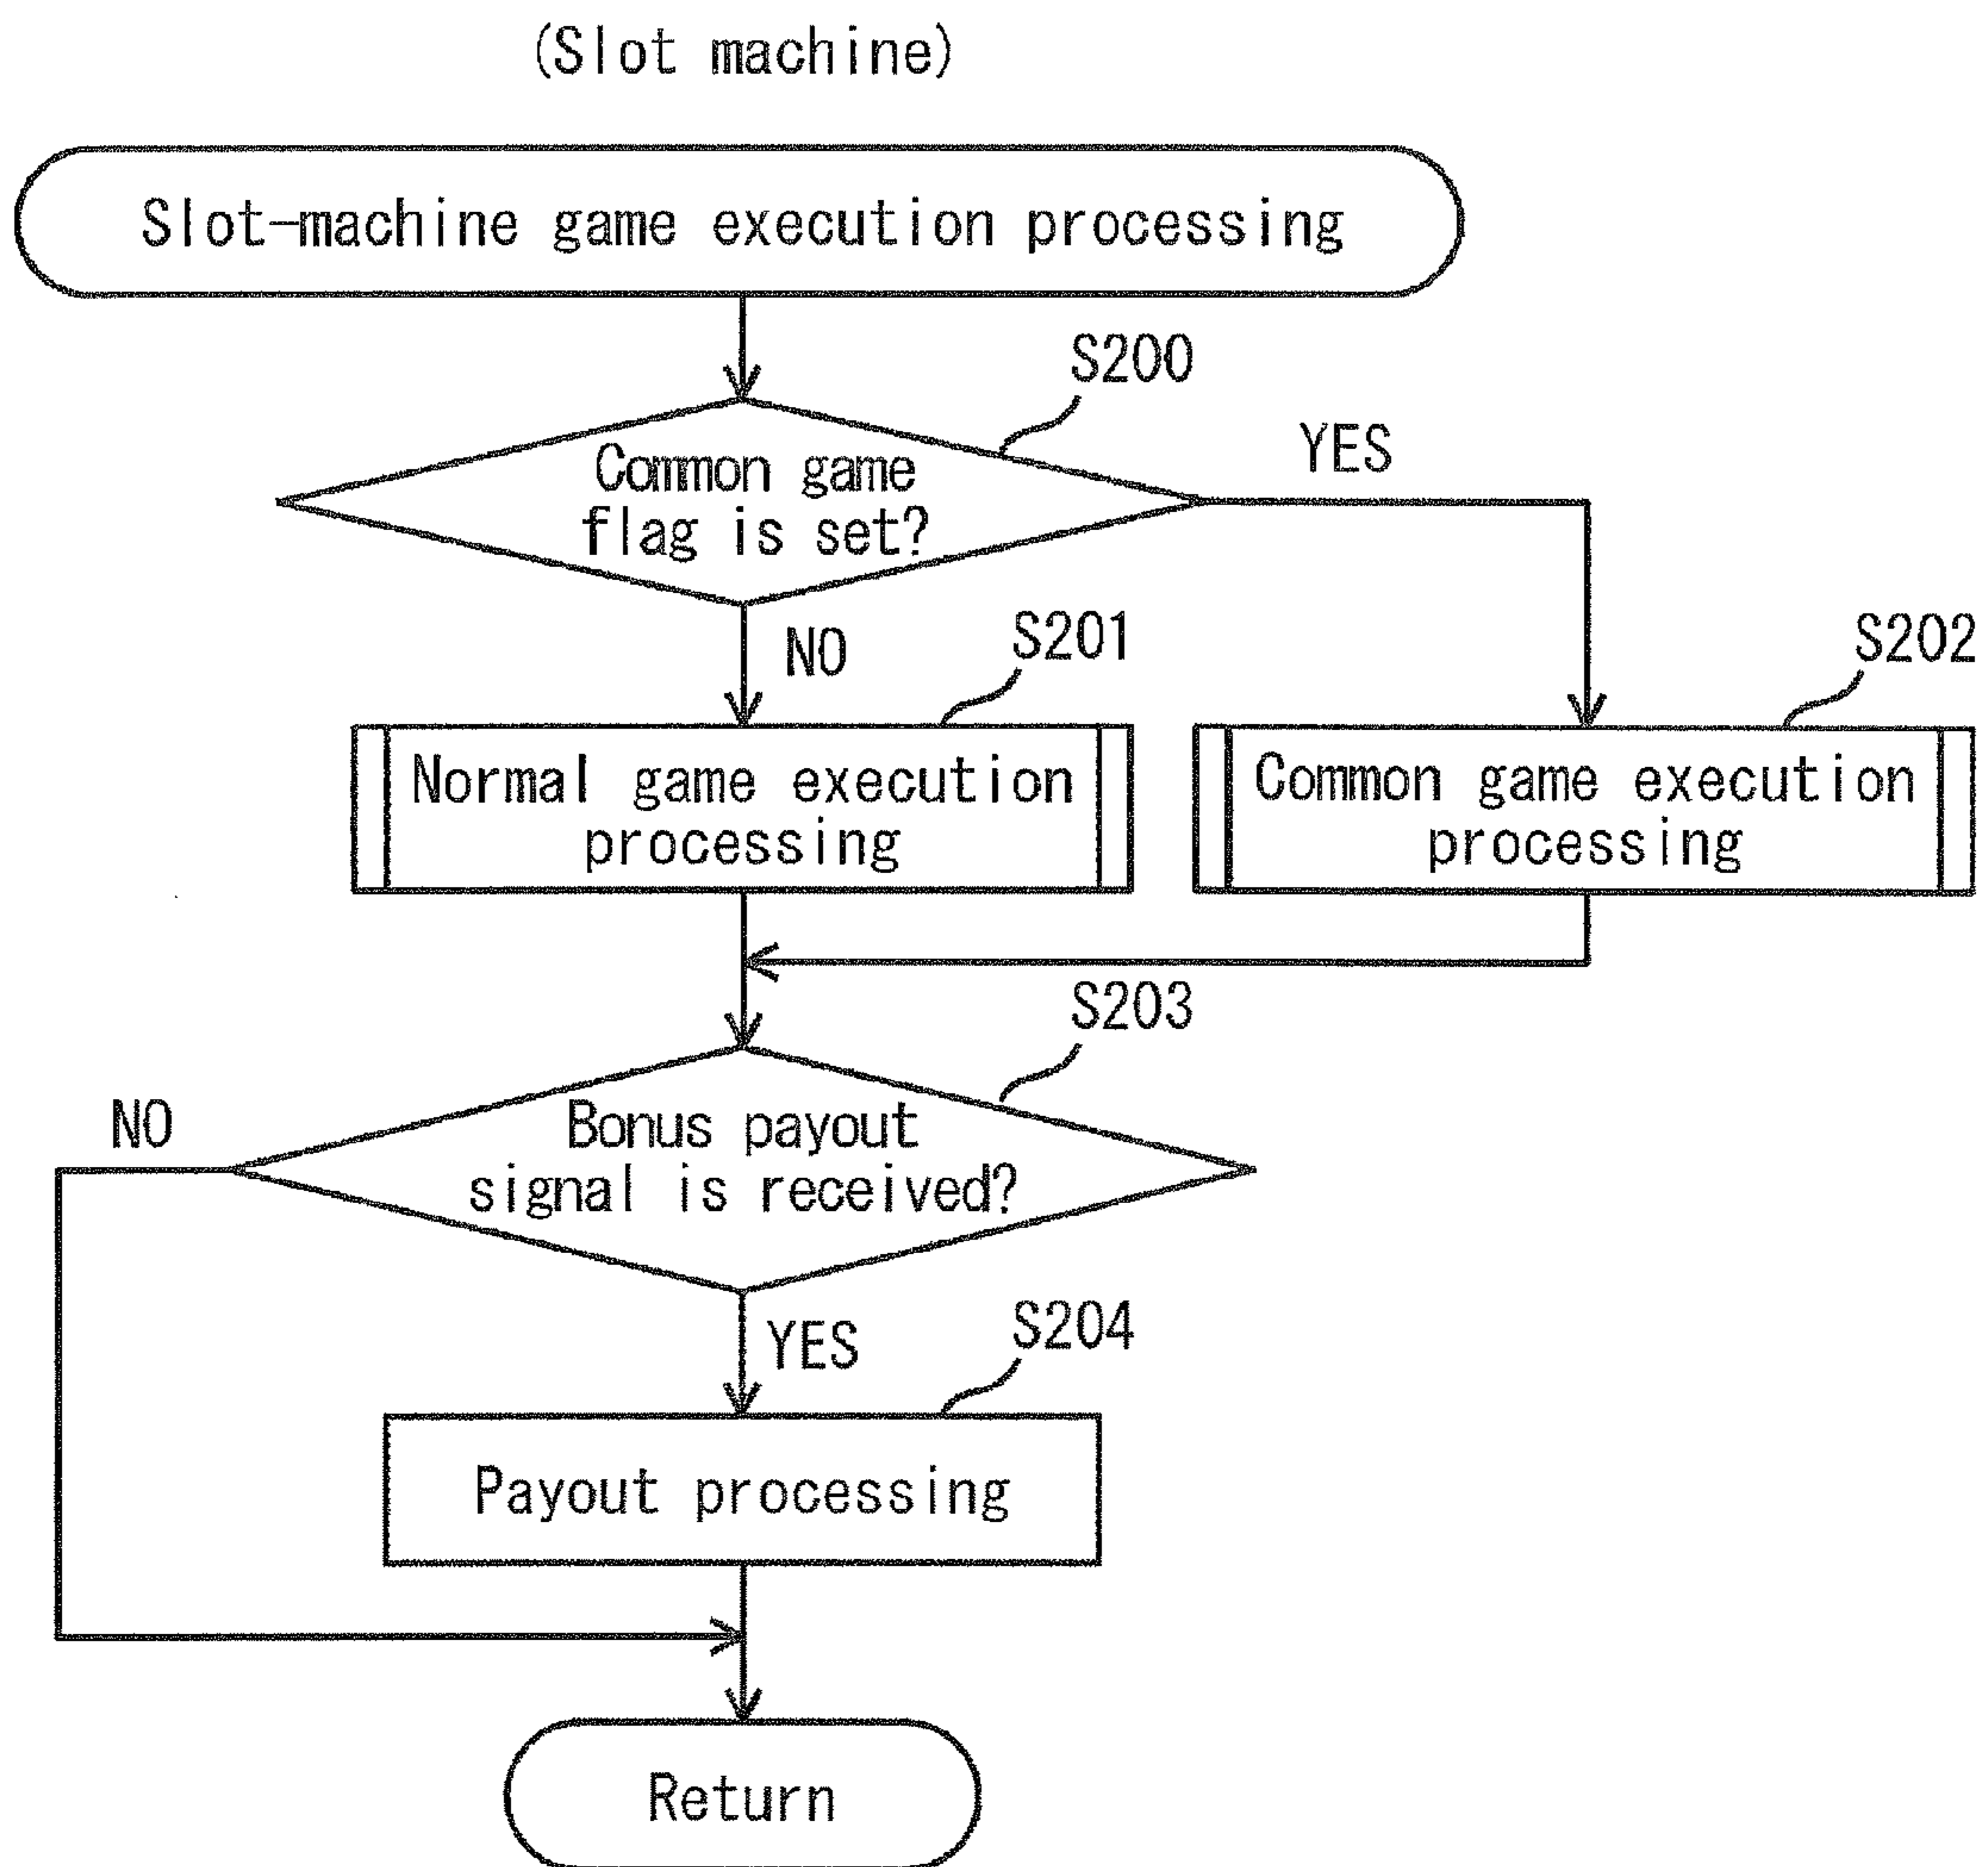 (Slot machine)
Slot-machine game execution processing
S200
Common game
flag is set?
YES
NO
S201
S202
Normal game execution
processing
Common game execution
processing
S203
NO
Bonus payout
signal is received?
YES
S204
Payout processing
Return